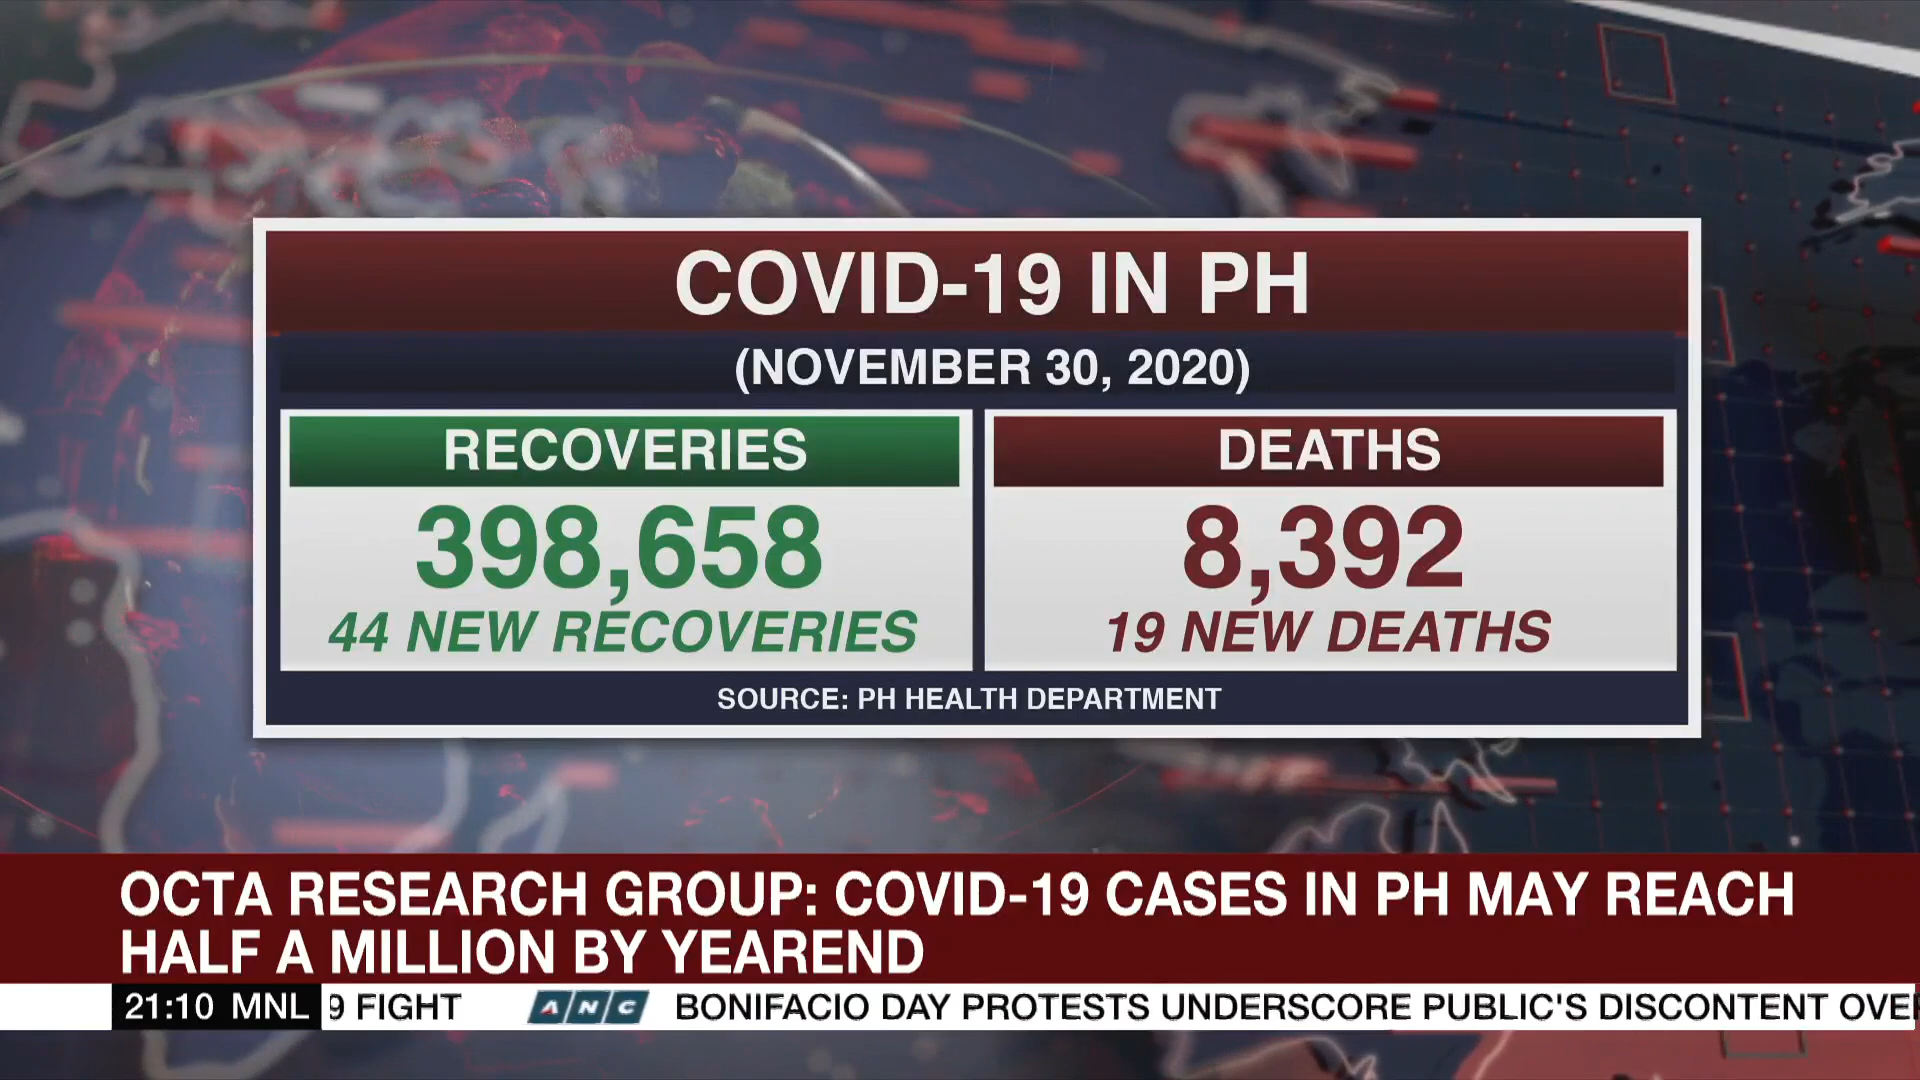 COVID-19 IN PH
(NOVEMBER 30, 2020)
RECOVERIES
398,658
44 NEW RECOVERIES
DEATHS
8,392
19 NEW DEATHS
SOURCE: PH HEALTH DEPARTMENT
OCTA RESEARCH GROUP: COVID-19 CASES IN PH MAY REACH
HALF A MILLION BY YEAREND
21:10 MNL 9 FIGHT ANC BONIFACIO DAY PROTESTS UNDERSCORE PUBLIC'S DISCONTENT